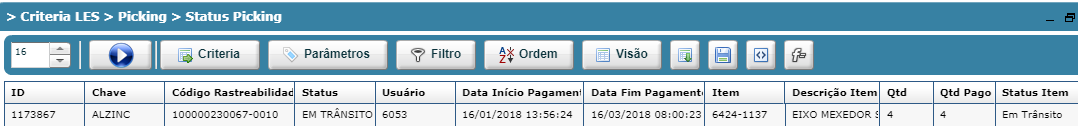 > Criteria LES > Picking > Status Picking
16 Criteria Parâmetros Filtro Ordem Visão
ID Chave Código Rastreabilidad Status Usuário Data Início Pagament Data Fim Pagamento Item Descrição Item Qtd Qtd Pago Status Item
1173867 ALZINC 100000230067-0010 EM TRÂNSITO 6053 16/01/2018 13:56:24 16/03/2018 08:00:23 6424-1137 EIXO MEXEDOR S 4 4 Em Trânsito